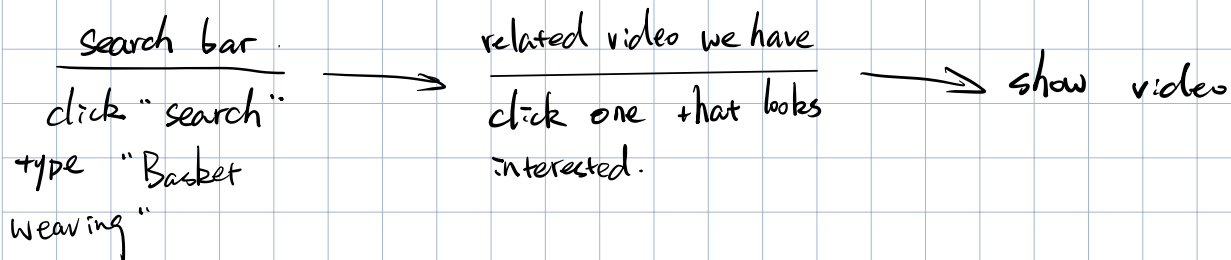 search bar
click "search"
type "Basket
weaving"
related video we have
click one that looks
interested.
show video